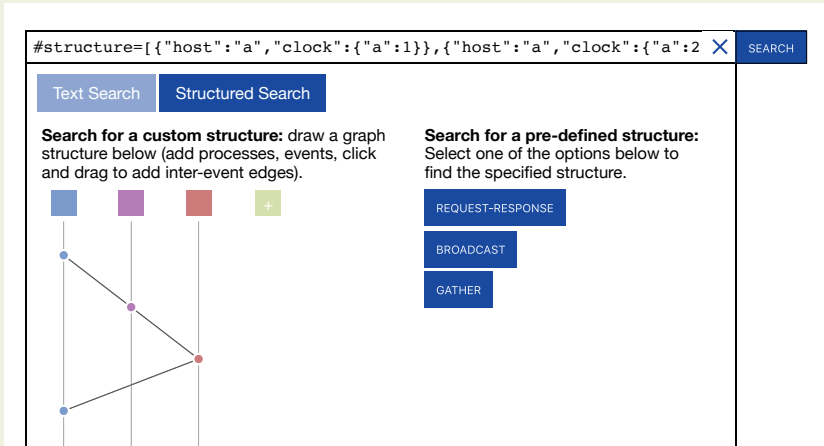 #structure=[{"host":"a","clock":{"a":1}},{"host":"a","clock":{"a":2
SEARCH
Text Search
Structured Search
Search for a custom structure: draw a graph
structure below (add processes, events, click
and drag to add inter-event edges).
+
Search for a pre-defined structure:
Select one of the options below to
find the specified structure.
REQUEST-RESPONSE
BROADCAST
GATHER